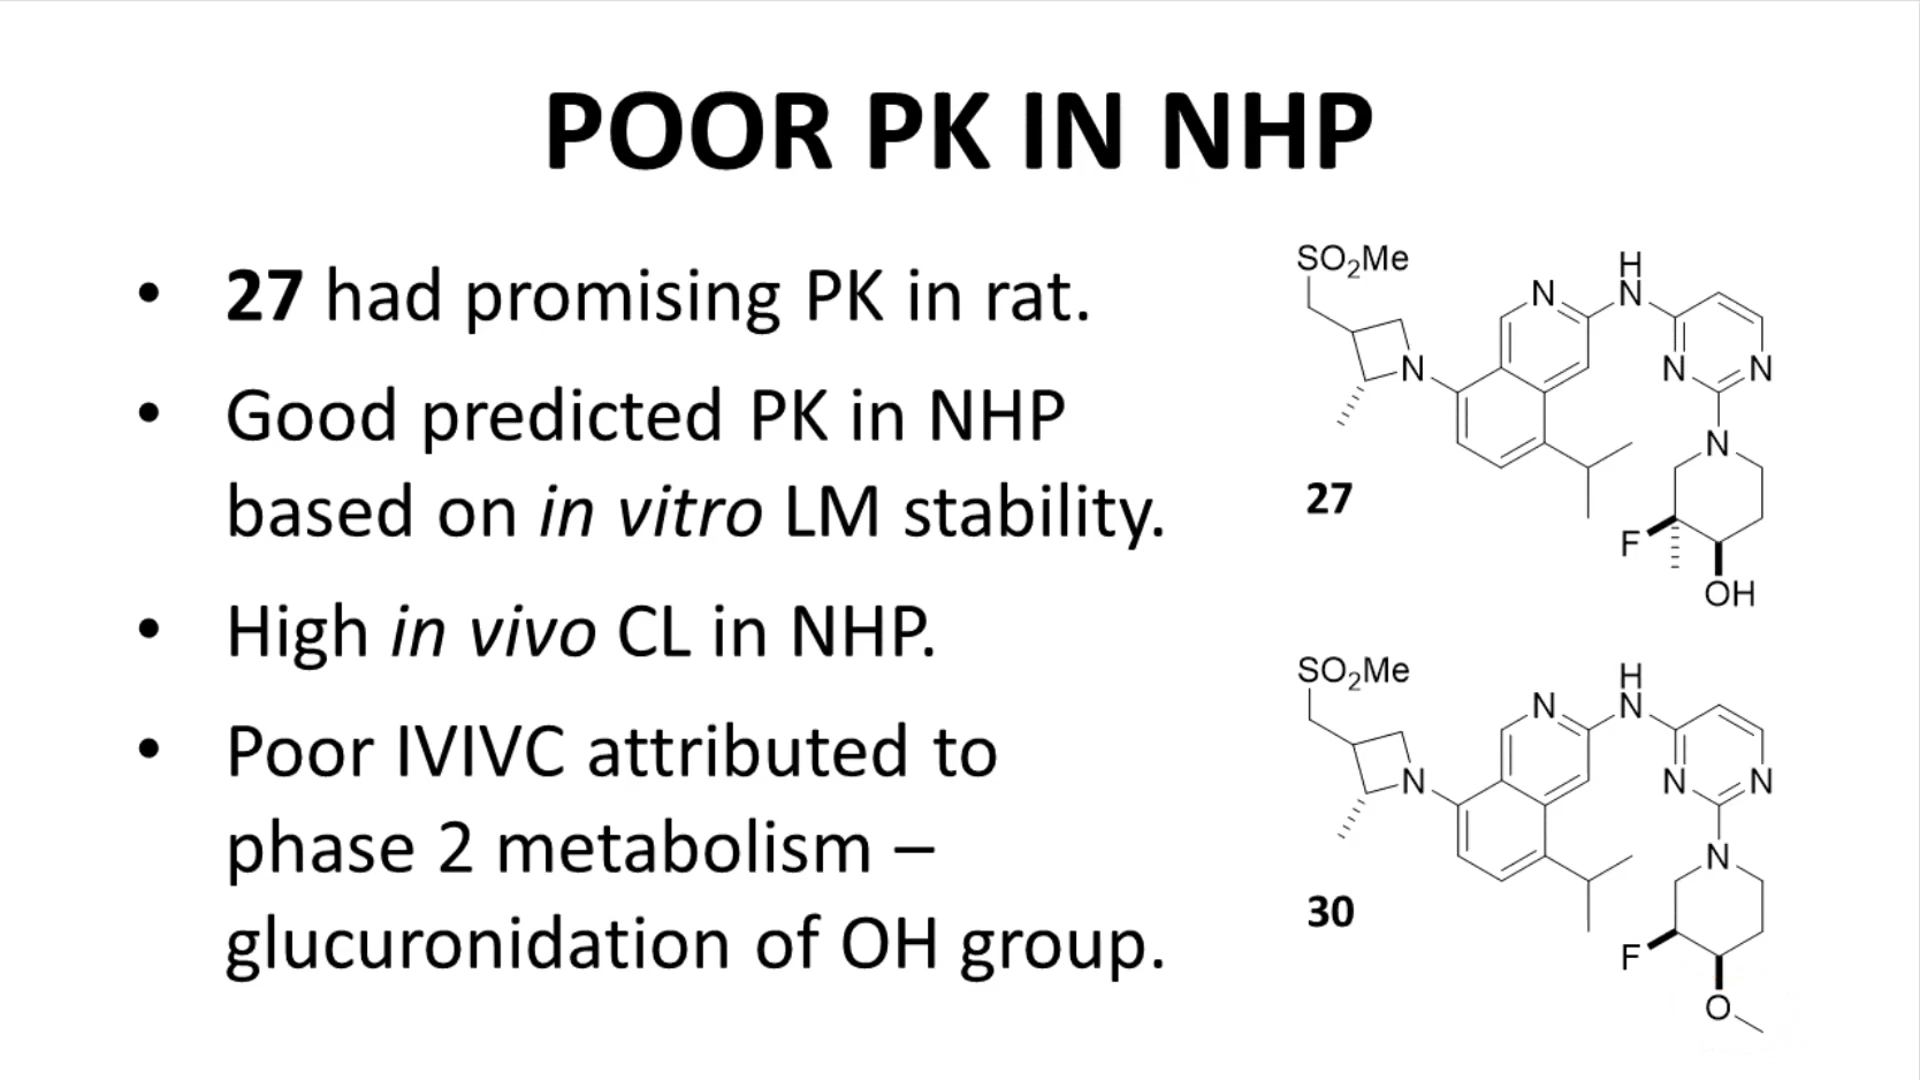 POOR PK IN NHP
• 27 had promising PK in rat.
• Good predicted PK in NHP
based on in vitro LM stability.
• High in vivo CL in NHP.
• Poor IVIVC attributed to
phase 2 metabolism –
glucuronidation of OH group.
SO2Me
H
N
N
N
N
N
N
F
OH
27
SO2Me
H
N
N
N
N
N
N
F
O
30